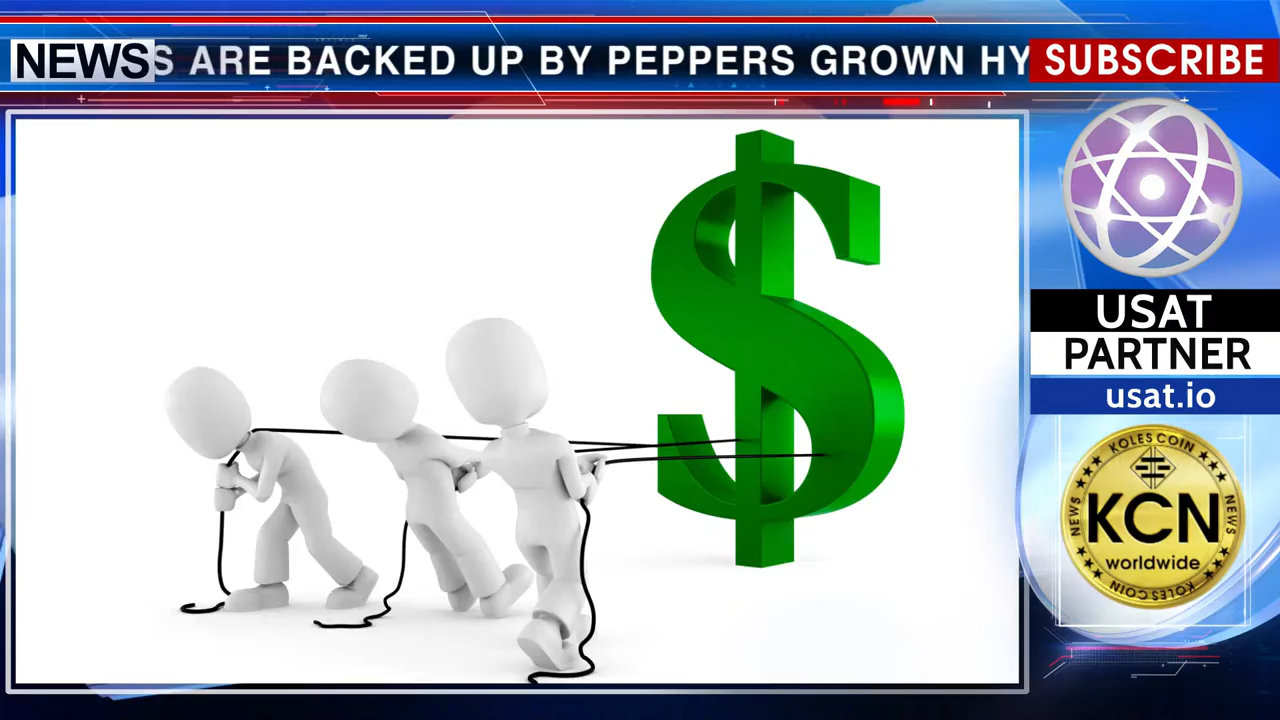 NEWS
S ARE BACKED UP BY PEPPERS GROWN HY
SUBSCRIBE
USAT
PARTNER
usat.io
KOLES COIN
NEWS
KCN
NEWS
worldwide
KOLES COIN